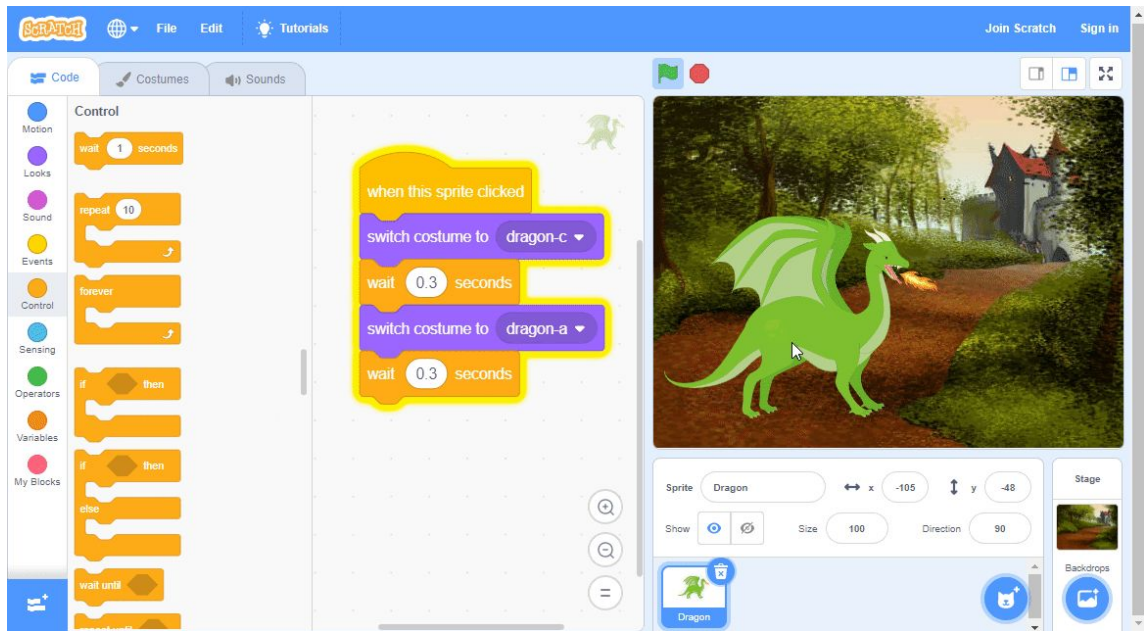 SCRATCH File Edit Tutorials Join Scratch Sign in
Code Costumes Sounds
Motion
Looks
Sound
Events
Control
Sensing
Operators
Variables
My Blocks
Control
wait 1 seconds
repeat 10
forever
if then
if then
else
wait until
repeat until
when this sprite clicked
switch costume to dragon-c
wait 0.3 seconds
switch costume to dragon-a
wait 0.3 seconds
Sprite Dragon x -105 y -48
Show Size 100 Direction 90
Dragon
Stage
Backdrops